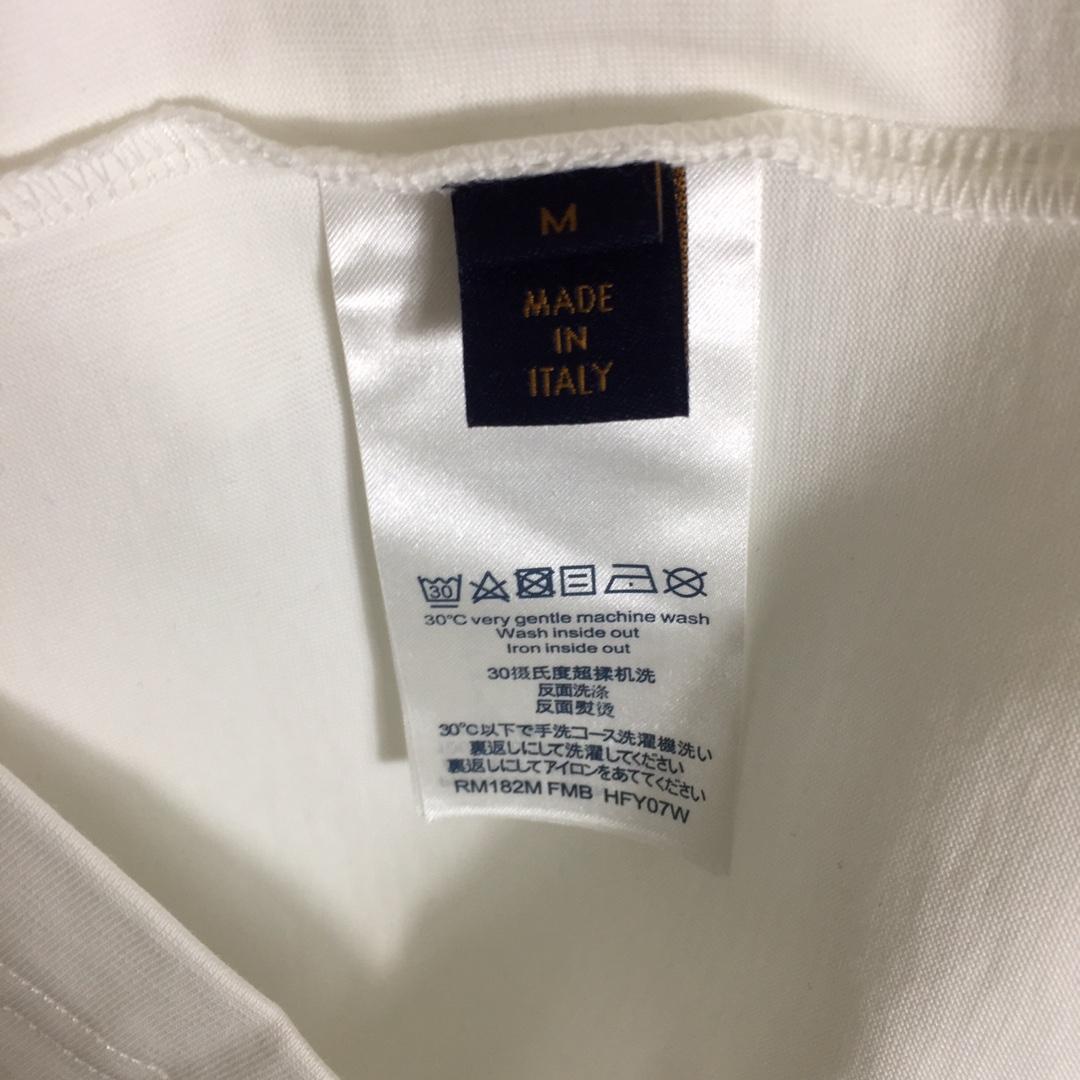 M
MADE
IN
ITALY
30
30°C very gentle machine wash
Wash inside out
Iron inside out
30摄氏度超揉机洗
反面洗涤
反面熨烫
30℃以下で手洗コース洗濯機洗い
裏返しにして洗濯してください
裏返しにしてアイロンをあててください
RM182M FMB HFY07W